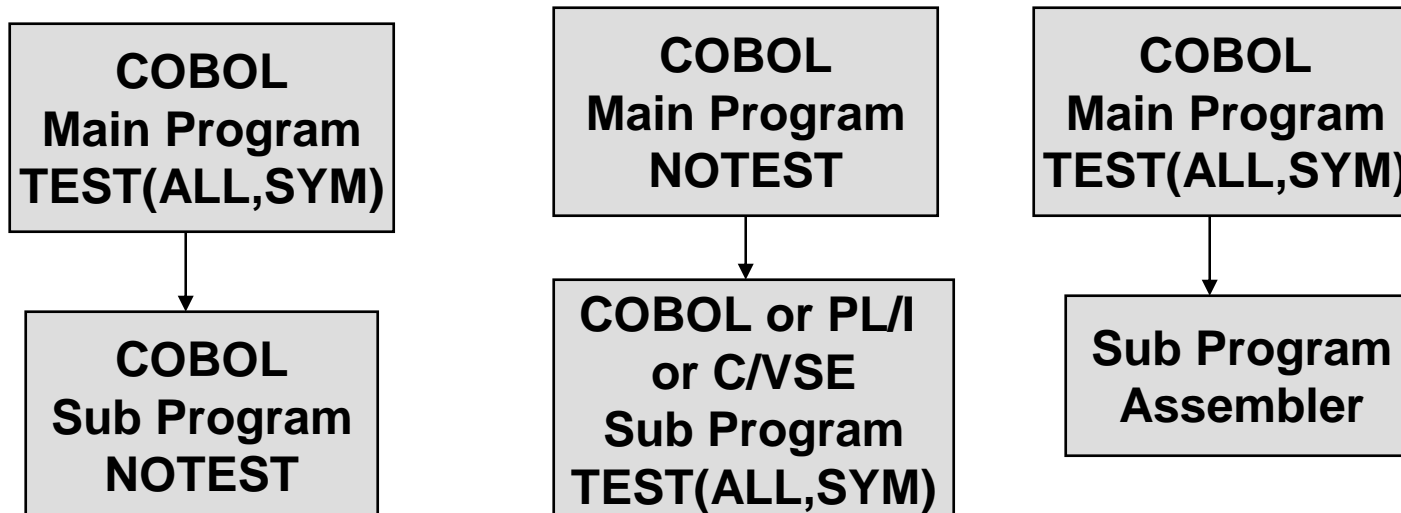 COBOL
Main Program
TEST(ALL,SYM)
COBOL
Sub Program
NOTEST
COBOL
Main Program
NOTEST
COBOL or PL/I
or C/VSE
Sub Program
TEST(ALL,SYM)
COBOL
Main Program
TEST(ALL,SYM)
Sub Program
Assembler